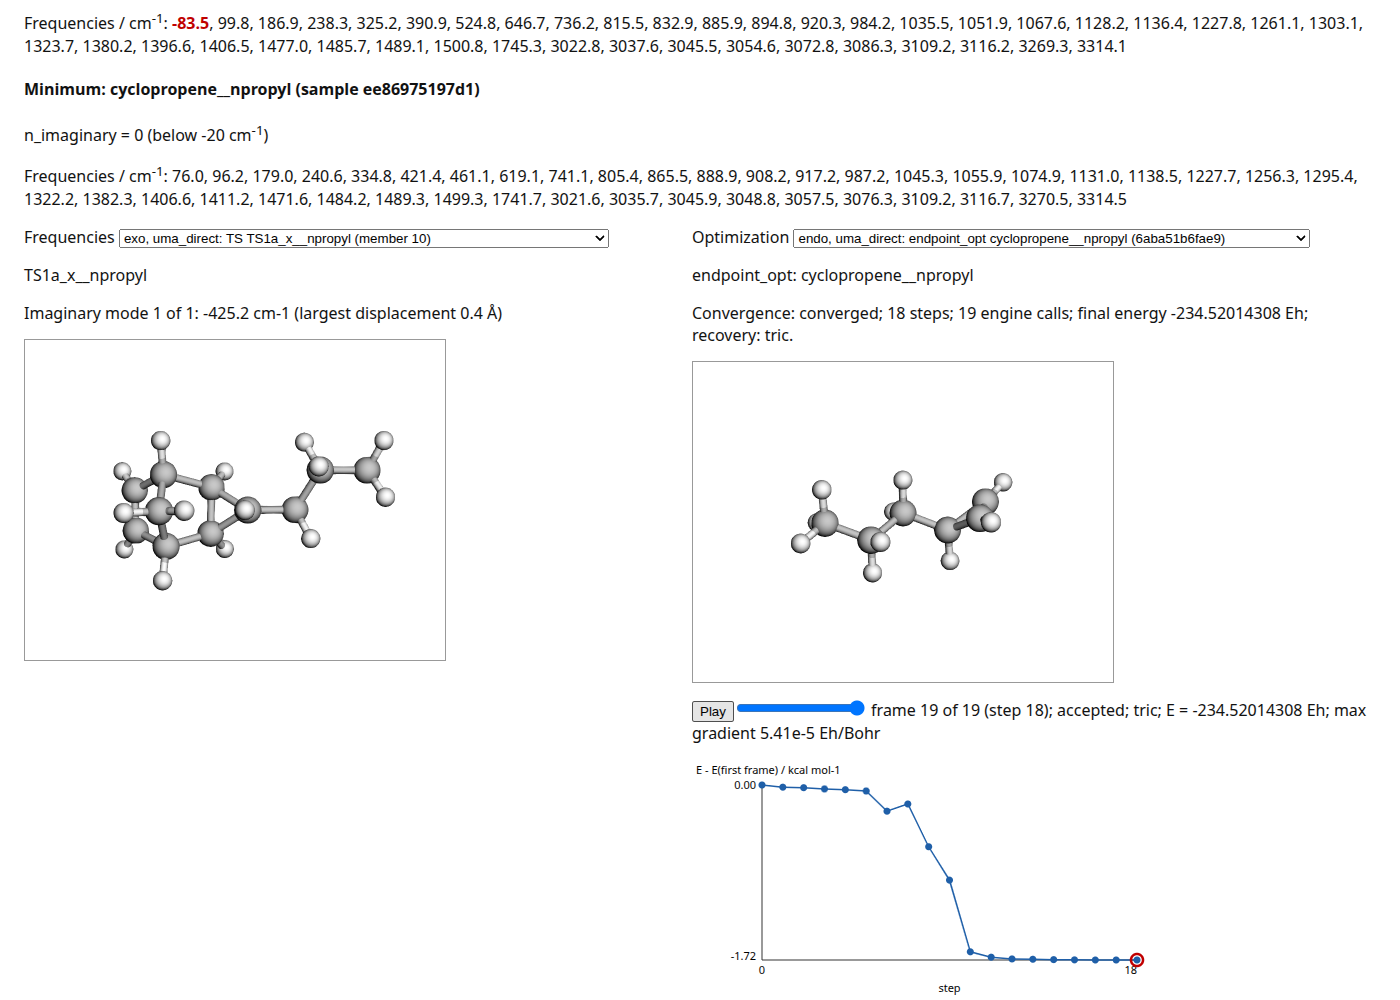 Frequencies / cm-1: -83.5, 99.8, 186.9, 238.3, 325.2, 390.9, 524.8, 646.7, 736.2, 815.5, 832.9, 885.9, 894.8, 920.3, 984.2, 1035.5, 1051.9, 1067.6, 1128.2, 1136.4, 1227.8, 1261.1, 1303.1,
1323.7, 1380.2, 1396.6, 1406.5, 1477.0, 1485.7, 1489.1, 1500.8, 1745.3, 3022.8, 3037.6, 3045.5, 3054.6, 3072.8, 3086.3, 3109.2, 3116.2, 3269.3, 3314.1
Minimum: cyclopropene__npropyl (sample ee86975197d1)
n_imaginary = 0 (below -20 cm-1)
Frequencies / cm-1: 76.0, 96.2, 179.0, 240.6, 334.8, 421.4, 461.1, 619.1, 741.1, 805.4, 865.5, 888.9, 908.2, 917.2, 987.2, 1045.3, 1055.9, 1074.9, 1131.0, 1138.5, 1227.7, 1256.3, 1295.4,
1322.2, 1382.3, 1406.6, 1411.2, 1471.6, 1484.2, 1489.3, 1499.3, 1741.7, 3021.6, 3035.7, 3045.9, 3048.8, 3057.5, 3076.3, 3109.2, 3116.7, 3270.5, 3314.5
Frequencies exo, uma_direct: TS TS1a_x__npropyl (member 10)
TS1a_x__npropyl
Imaginary mode 1 of 1: -425.2 cm-1 (largest displacement 0.4 Å)
Optimization endo, uma_direct: endpoint_opt cyclopropene__npropyl (6aba51b6fae9)
endpoint_opt: cyclopropene__npropyl
Convergence: converged; 18 steps; 19 engine calls; final energy -234.52014308 Eh;
recovery: tric.
Play frame 19 of 19 (step 18); accepted; tric; E = -234.52014308 Eh; max
gradient 5.41e-5 Eh/Bohr
E - E(first frame) / kcal mol-1
0.00
-1.72
0 18
step